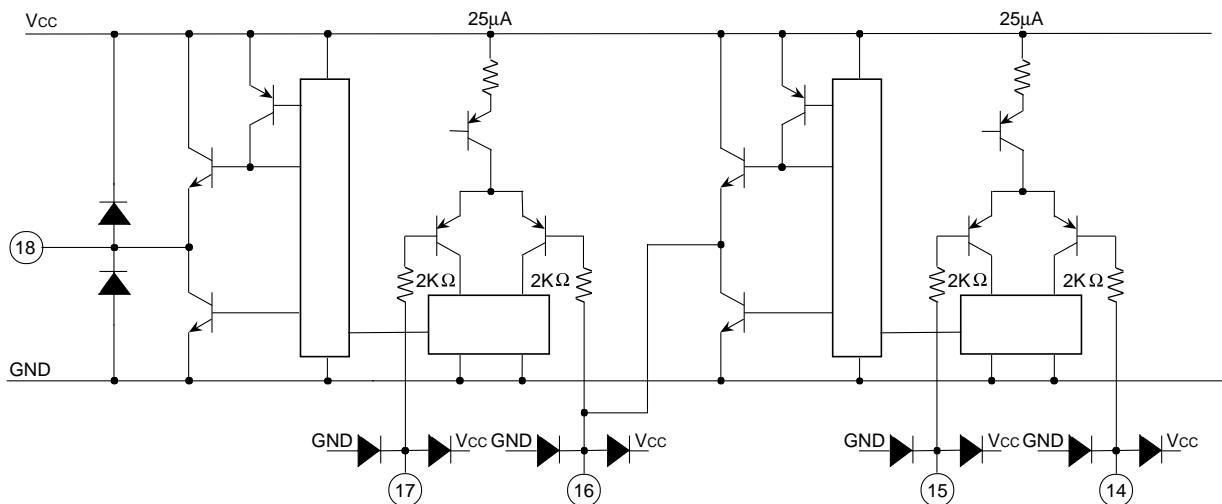 25µA
25µA
Vcc
18
2KΩ
2KΩ
2KΩ
2KΩ
GND
GND
Vcc
GND
Vcc
GND
Vcc
GND
Vcc
17
16
15
14